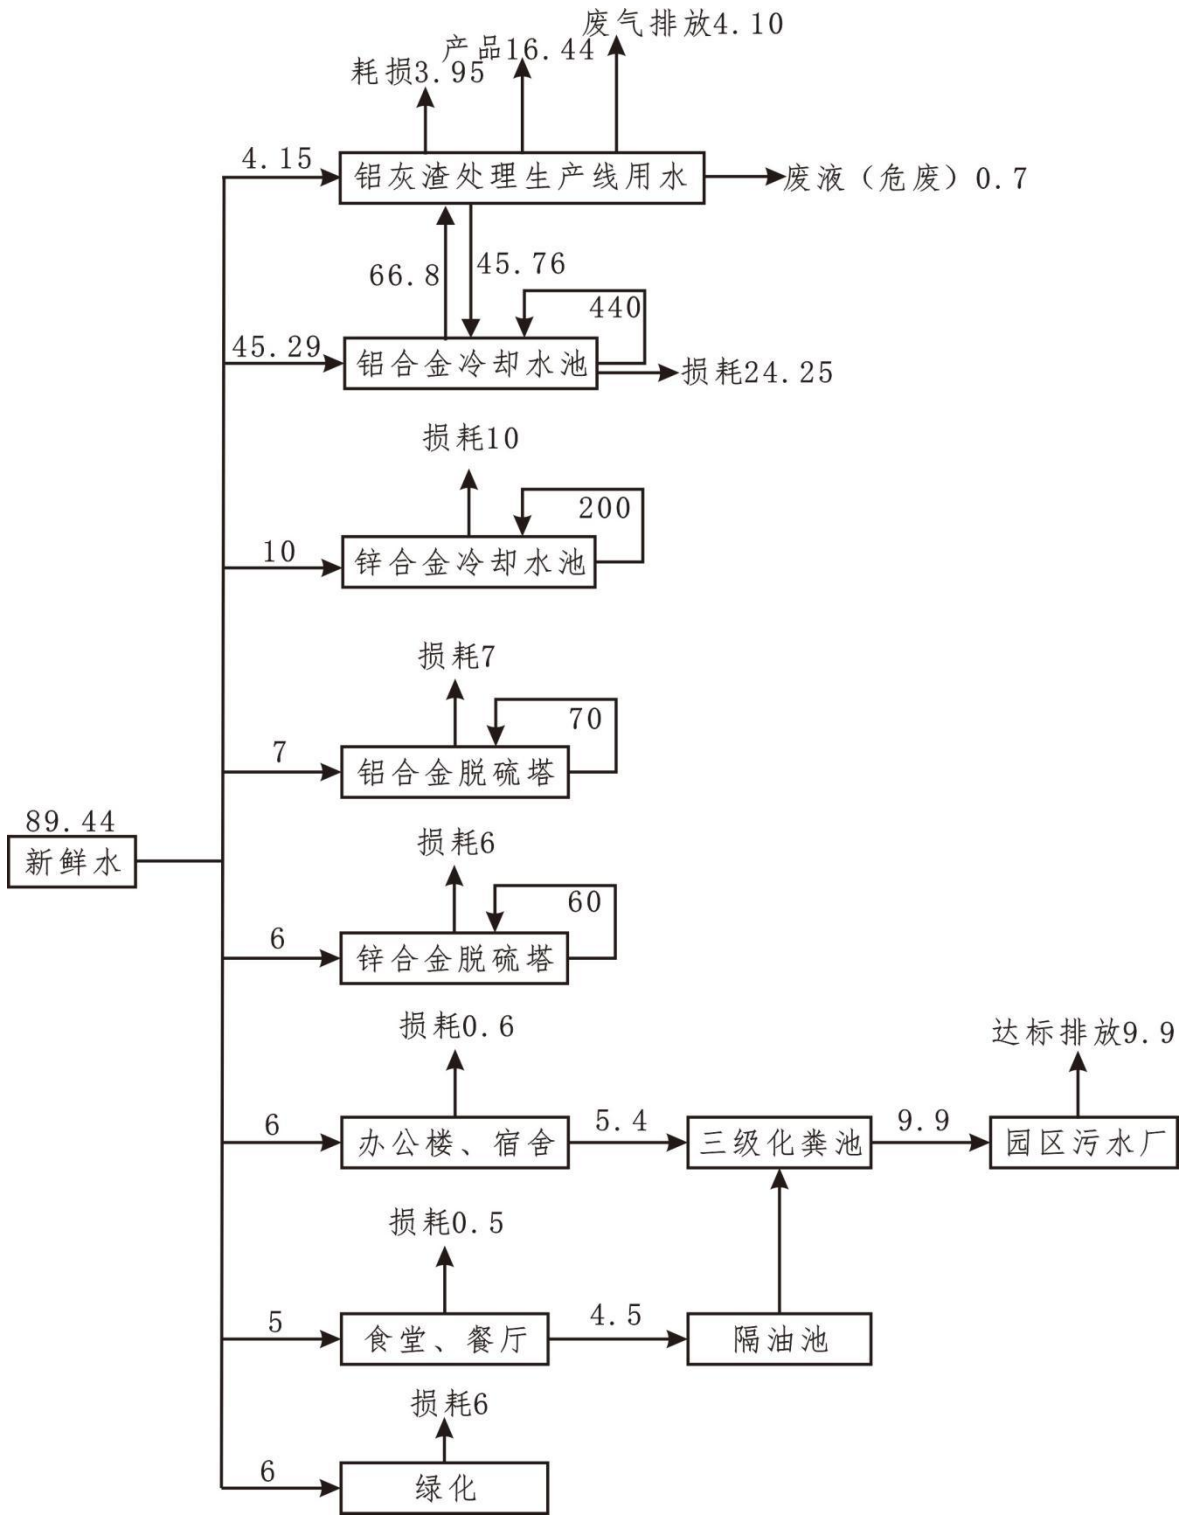 废气排放4.10
产品16.44
耗损3.95
4.15
铝灰渣处理生产线用水
废液（危废）0.7
66.8
45.76
440
45.29
铝合金冷却水池
损耗24.25
损耗10
200
10
锌合金冷却水池
损耗7
70
7
铝合金脱硫塔
89.44
新鲜水
损耗6
60
6
锌合金脱硫塔
损耗0.6
达标排放9.9
6
办公楼、宿舍
5.4
三级化粪池
9.9
园区污水厂
损耗0.5
5
食堂、餐厅
4.5
隔油池
损耗6
6
绿化